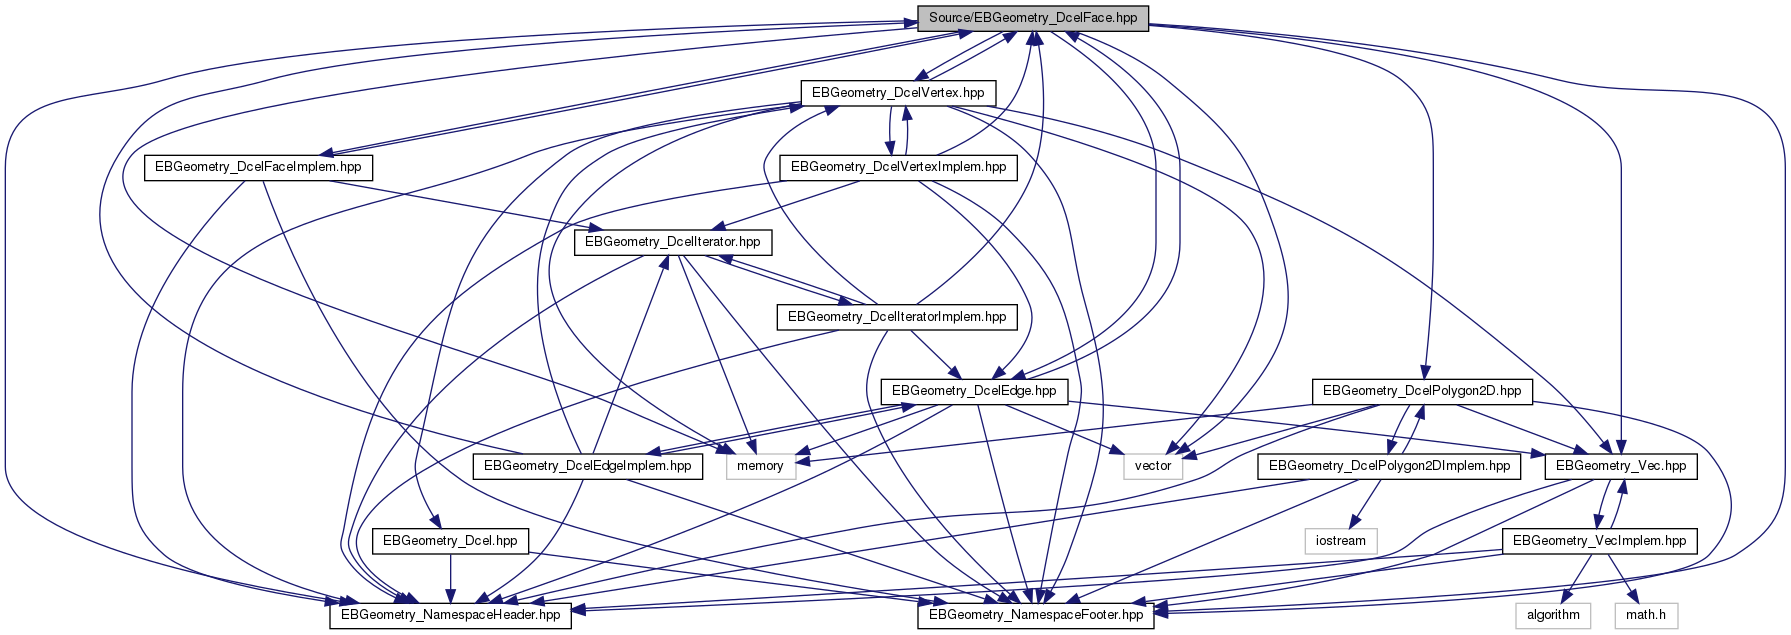 Source/EBGeometry_DcelFace.hpp
EBGeometry_DcelVertex.hpp
EBGeometry_DcelFaceImplem.hpp
EBGeometry_DcelVertexImplem.hpp
EBGeometry_DcelIterator.hpp
EBGeometry_DcelIteratorImplem.hpp
EBGeometry_DcelEdge.hpp
EBGeometry_DcelPolygon2D.hpp
EBGeometry_DcelEdgeImplem.hpp
memory
vector
EBGeometry_DcelPolygon2DImplem.hpp
EBGeometry_Vec.hpp
EBGeometry_Dcel.hpp
iostream
EBGeometry_VecImplem.hpp
EBGeometry_NamespaceHeader.hpp
EBGeometry_NamespaceFooter.hpp
algorithm
math.h